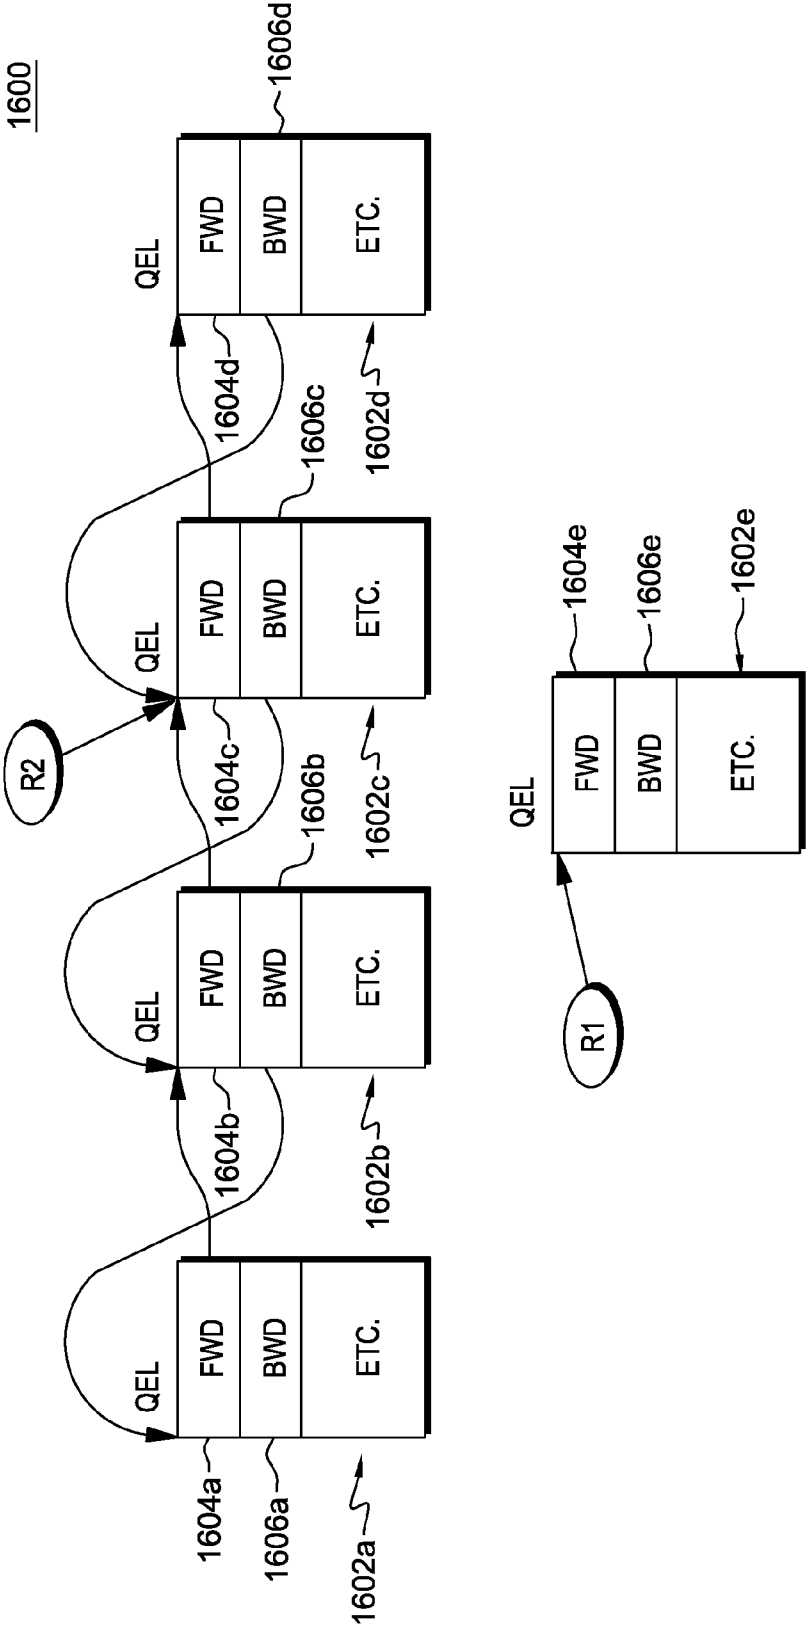 1600
R2
QEL
QEL
QEL
QEL
FWD
FWD
FWD
FWD
BWD
BWD
BWD
BWD
ETC.
ETC.
ETC.
ETC.
1604a
1604b
1604c
1604d
1606a
1606b
1606c
1606d
1602a
1602b
1602c
1602d
QEL
R1
FWD
BWD
ETC.
1604e
1606e
1602e